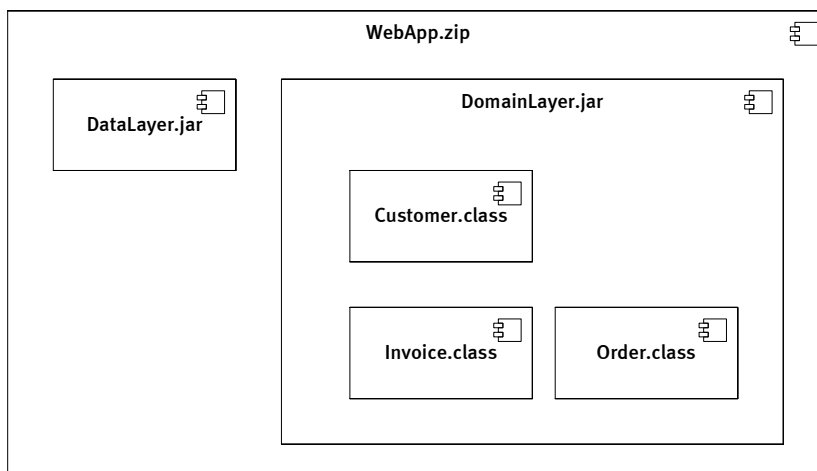 WebApp.zip
DataLayer.jar
DomainLayer.jar
Customer.class
Invoice.class
Order.class